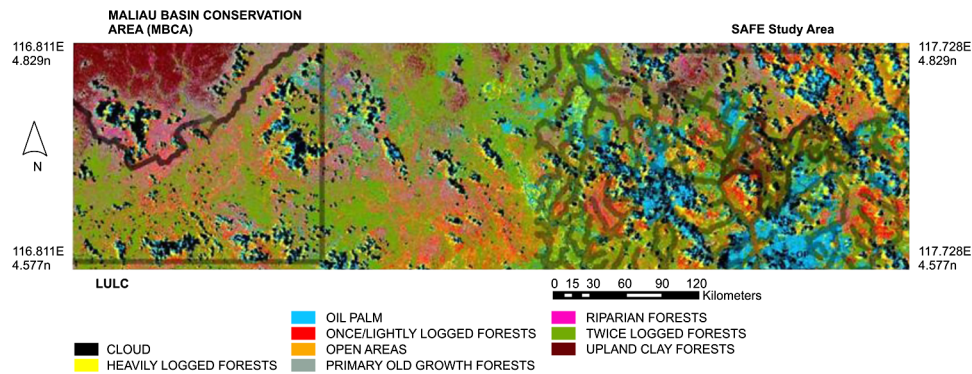 MALIAU BASIN CONSERVATION
AREA (MBCA)
SAFE Study Area
116.811E
4.829n
117.728E
4.829n
N
116.811E
4.577n
117.728E
4.577n
LULC
0 15 30 60 90 120
Kilometers
CLOUD
HEAVILY LOGGED FORESTS
OIL PALM
ONCE/LIGHTLY LOGGED FORESTS
OPEN AREAS
PRIMARY OLD GROWTH FORESTS
RIPARIAN FORESTS
TWICE LOGGED FORESTS
UPLAND CLAY FORESTS